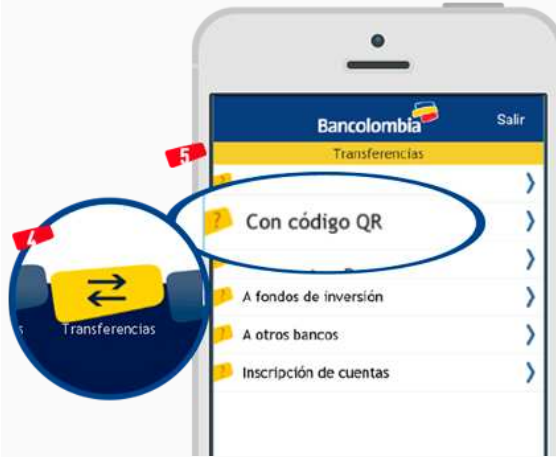 Bancolombia
Salir
5
Transferencias
?
? Con código QR
4
? A fondos de inversión
Transferencias
? A otros bancos
? Inscripción de cuentas